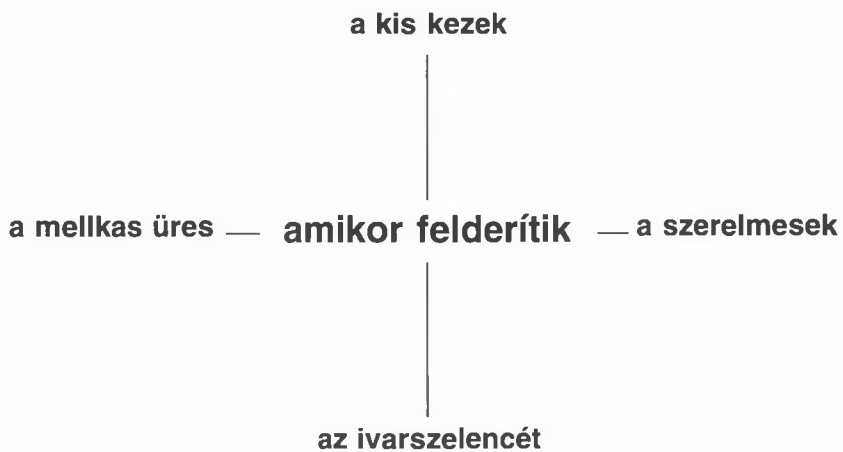 a kis kezek
a mellkas üres — amikor felderítik — a szerelmesek
az ivarszelencét